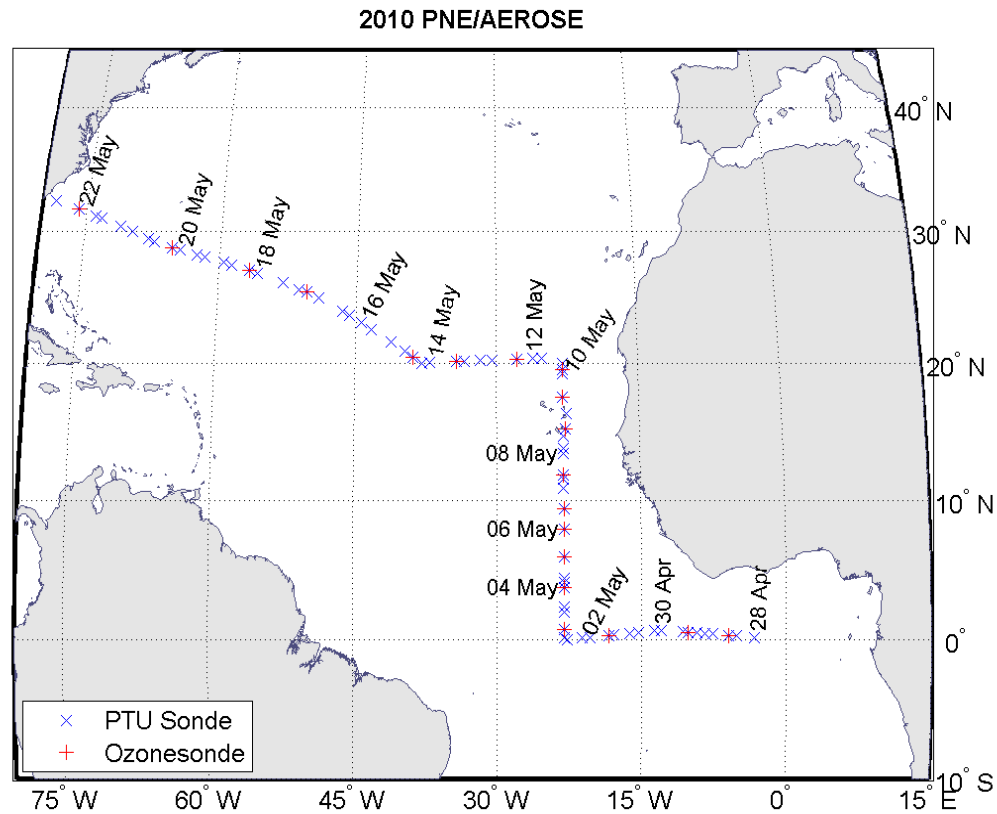 2010 PNE/AEROSE
40° N
22 May
20 May
18 May
30° N
16 May
14 May
12 May
10 May
20° N
08 May
10° N
06 May
04 May
02 May
30 Apr
28 Apr
0°
PTU Sonde
Ozonesonde
10° S
75° W
60° W
45° W
30° W
15° W
0°
15° E